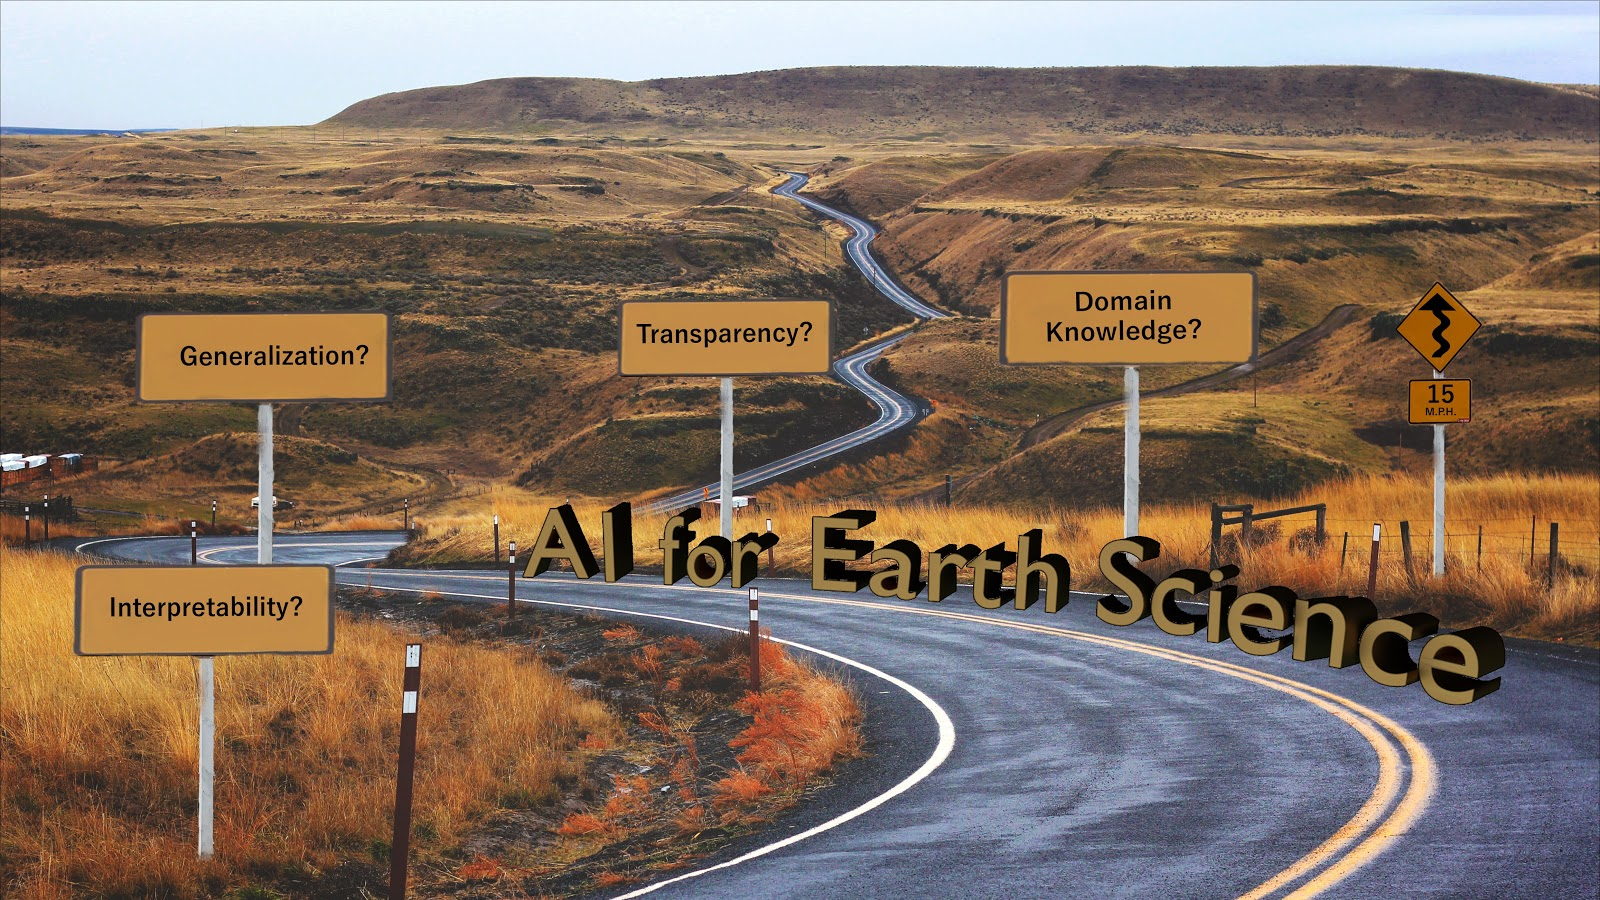 Generalization?
Transparency?
Domain
Knowledge?
15
M.P.H.
Interpretability?
AI for Earth Science